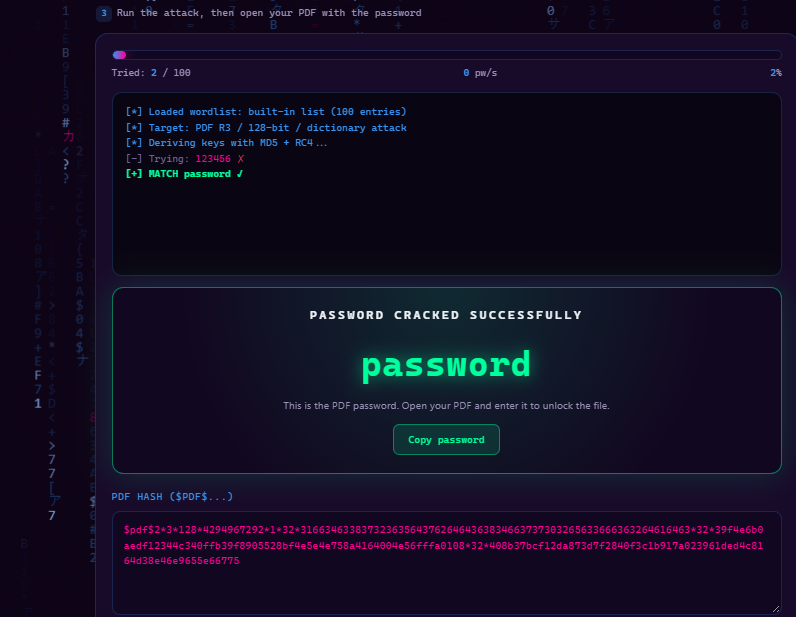 3 Run the attack, then open your PDF with the password
Tried: 2 / 100 0 pw/s 2%
[*] Loaded wordlist: built-in list (100 entries)
[*] Target: PDF R3 / 128-bit / dictionary attack
[*] Deriving keys with MD5 + RC4...
[-] Trying: 123456 ✗
[+] MATCH password ✓
PASSWORD CRACKED SUCCESSFULLY
password
This is the PDF password. Open your PDF and enter it to unlock the file.
Copy password
PDF HASH ($PDF$...)
$pdf$2*3*128*4294967292*1*32*31663463383732363564376264643638346637373032656336663632646164​63*32*39f4e6b0
aedf12344c340ffb39f8905528bf4e5e4e758a4164004e56fffa0108*32*408b37bcf12da873d7f2840f3c1b917a023961ded4c81
64d38e46e9655e66775